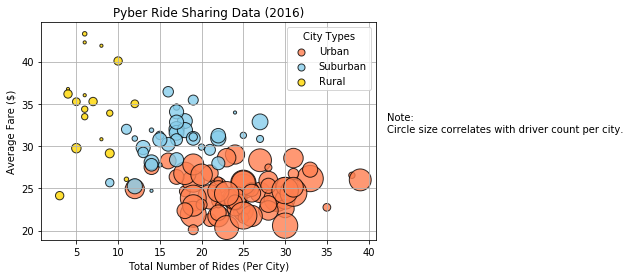 Pyber Ride Sharing Data (2016)
City Types
Urban
Suburban
Rural
Average Fare ($)
40
35
30
25
20
5
10
15
20
25
30
35
40
Total Number of Rides (Per City)
Note:
Circle size correlates with driver count per city.